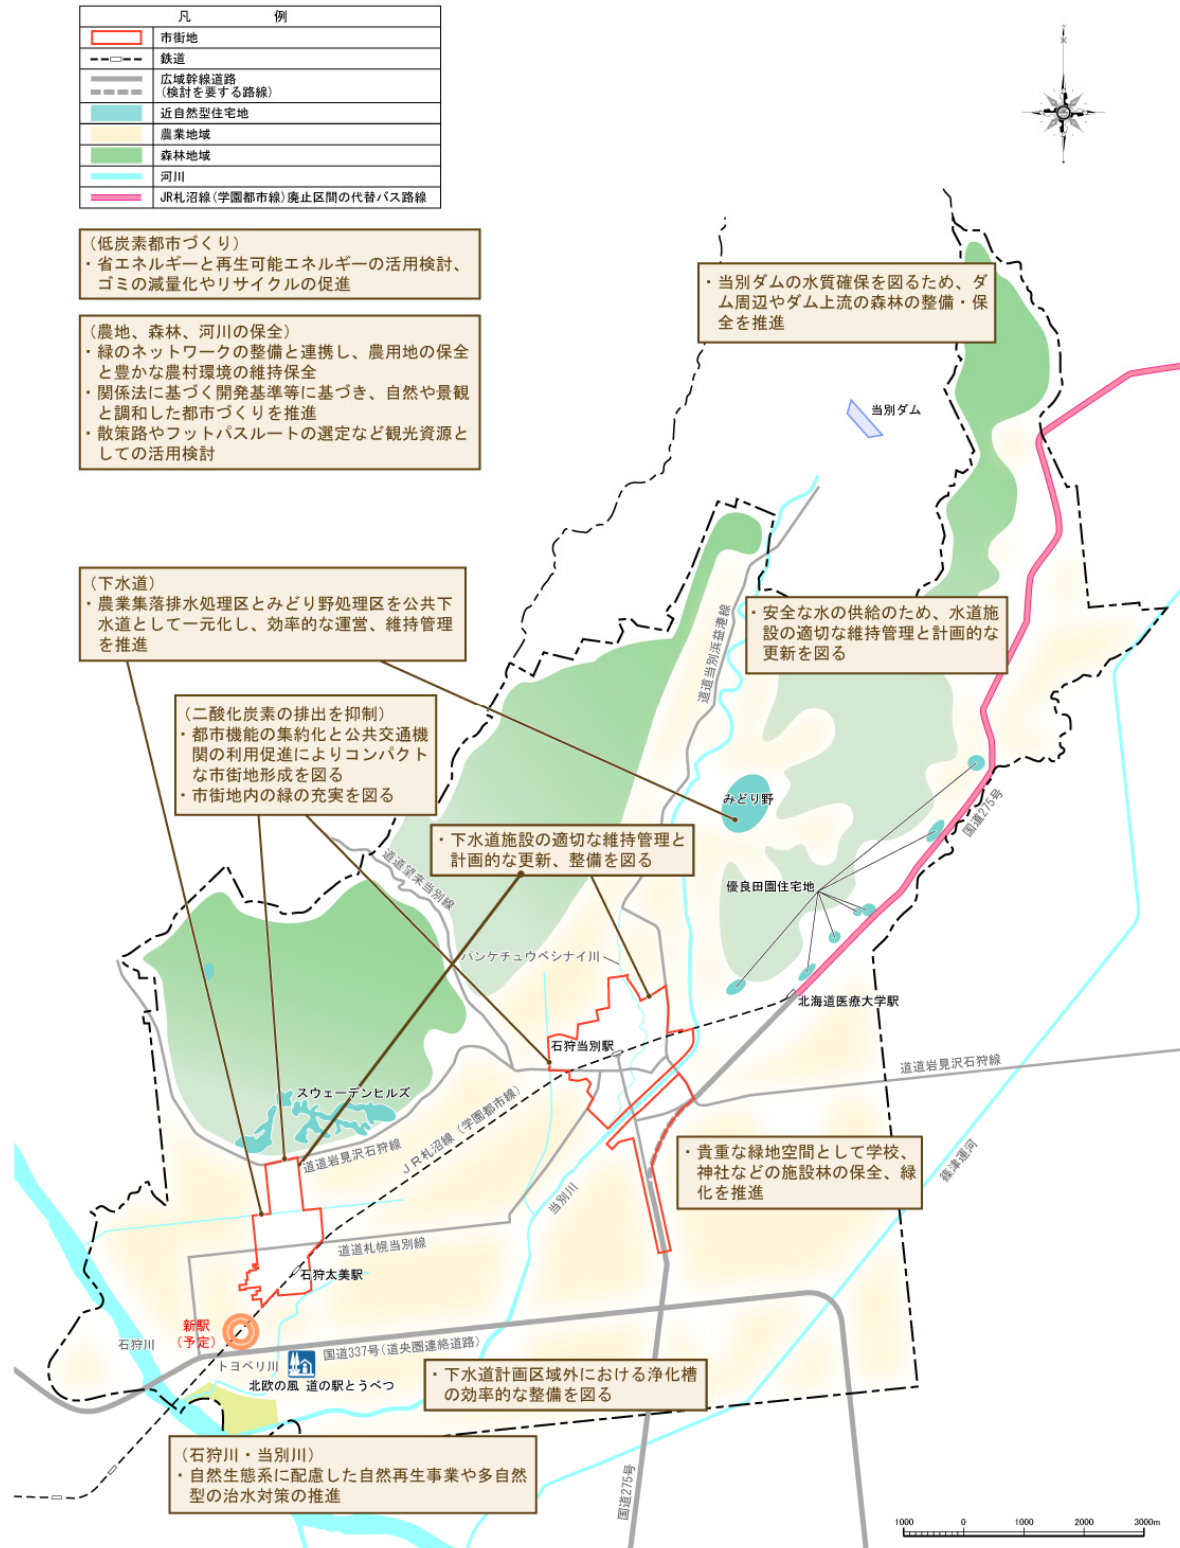 凡 例
市街地
鉄道
広域幹線道路
(検討を要する路線)
近自然型住宅地
農業地域
森林地域
河川
JR札沼線(学園都市線)廃止区間の代替バス路線
(低炭素都市づくり)
・省エネルギーと再生可能エネルギーの活用検討、
ゴミの減量化やリサイクルの促進
(農地、森林、河川の保全)
・緑のネットワークの整備と連携し、農用地の保全
と豊かな農村環境の維持保全
・関係法に基づく開発基準等に基づき、自然や景観
と調和した都市づくりを推進
・散策路やフットパスルートの選定など観光資源と
しての活用検討
・当別ダムの水質確保を図るため、ダ
ム周辺やダム上流の森林の整備・保
全を推進
当別ダム
(下水道)
・農業集落排水処理区とみどり野処理区を公共下
水道として一元化し、効率的な運営、維持管理
を推進
・安全な水の供給のため、水道施
設の適切な維持管理と計画的な
更新を図る
道道当別浜益港線
(二酸化炭素の排出を抑制)
・都市機能の集約化と公共交通機
関の利用促進によりコンパクト
な市街地形成を図る
・市街地内の緑の充実を図る
みどり野
国道275号
・下水道施設の適切な維持管理と
計画的な更新、整備を図る
道道望来当別線
優良田園住宅地
パンケチュウベシナイ川
北海道医療大学駅
石狩当別駅
道道岩見沢石狩線
スウェーデンヒルズ
JR札沼線(学園都市線)
道道岩見沢石狩線
・貴重な緑地空間として学校、
神社などの施設林の保全、緑
化を推進
篠津運河
当別川
道道札幌当別線
石狩太美駅
新駅
(予定)
石狩川
トヨベリ川
国道337号(道央圏連絡道路)
北欧の風 道の駅とうべつ
・下水道計画区域外における浄化槽
の効率的な整備を図る
(石狩川・当別川)
・自然生態系に配慮した自然再生事業や多自然
型の治水対策の推進
国道275号
1000 0 1000 2000 3000m